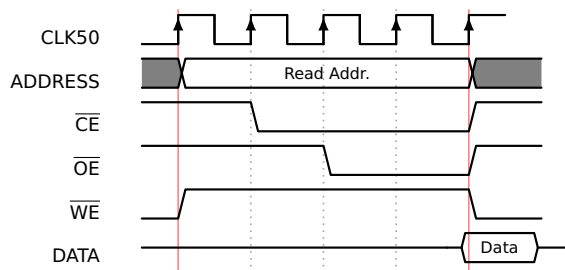 CLK50
ADDRESS Read Addr.
CE
OE
WE
DATA Data